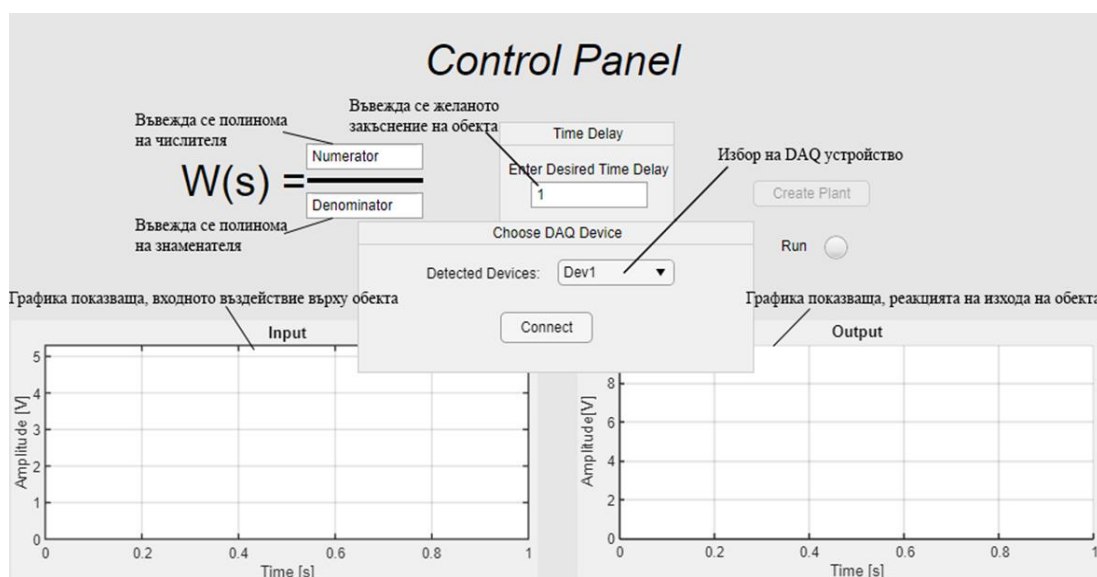 Control Panel
Въвежда се полинома
на числителя
Въвежда се желаното
закъснение на обекта
Time Delay
Numerator
W(s) =
Denominator
Enter Desired Time Delay
1
Избор на DAQ устройство
Create Plant
Въвежда се полинома
на знаменателя
Choose DAQ Device
Run
Detected Devices:
Dev1
Connect
Графика показваща, входното въздействие върху обекта
Графика показваща, реакцията на изхода на обекта
Input
5
4
3
2
1
0
Amplitude [V]
0
0.2
0.4
0.6
0.8
1
Time [s]
Output
8
6
4
2
0
Amplitude[V]
0
0.2
0.4
0.6
0.8
1
Time [s]